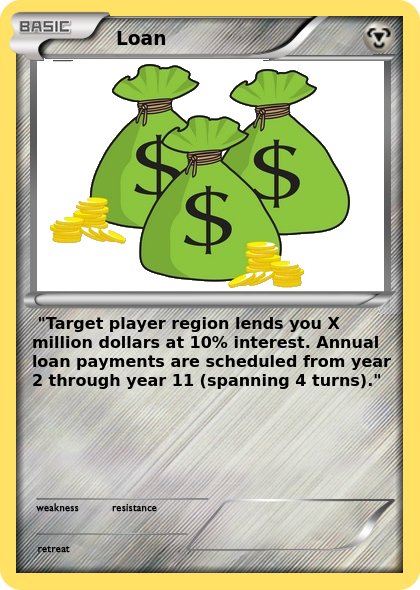 BASIC
Loan
$ $
$
"Target player region lends you X
million dollars at 10% interest. Annual
loan payments are scheduled from year
2 through year 11 (spanning 4 turns)."
weakness resistance
retreat